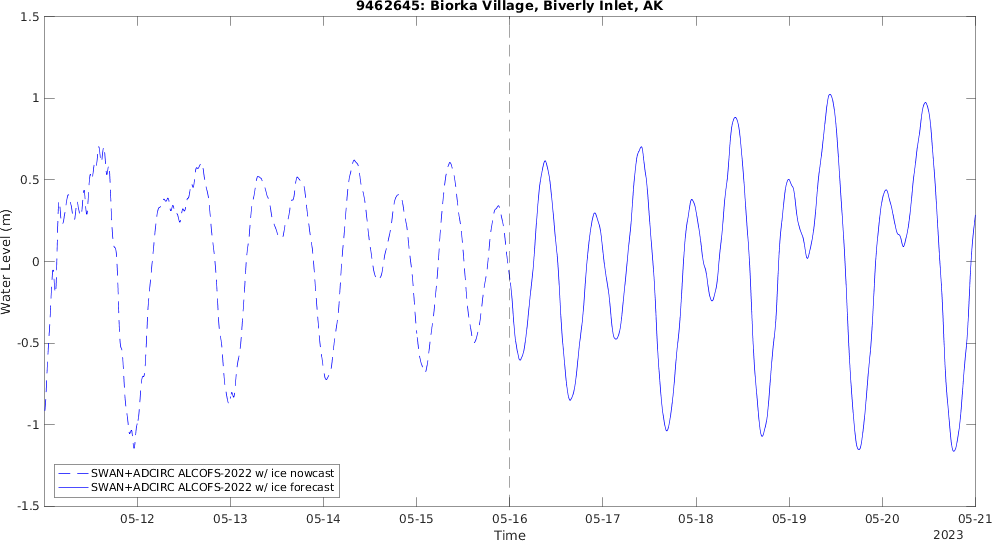 9462645: Biorka Village, Biverly Inlet, AK
Water Level (m)
1.5
1
0.5
0
-0.5
-1
-1.5
SWAN+ADCIRC ALCOFS-2022 w/ ice nowcast
SWAN+ADCIRC ALCOFS-2022 w/ ice forecast
05-12 05-13 05-14 05-15 05-16 05-17 05-18 05-19 05-20 05-21
Time
2023